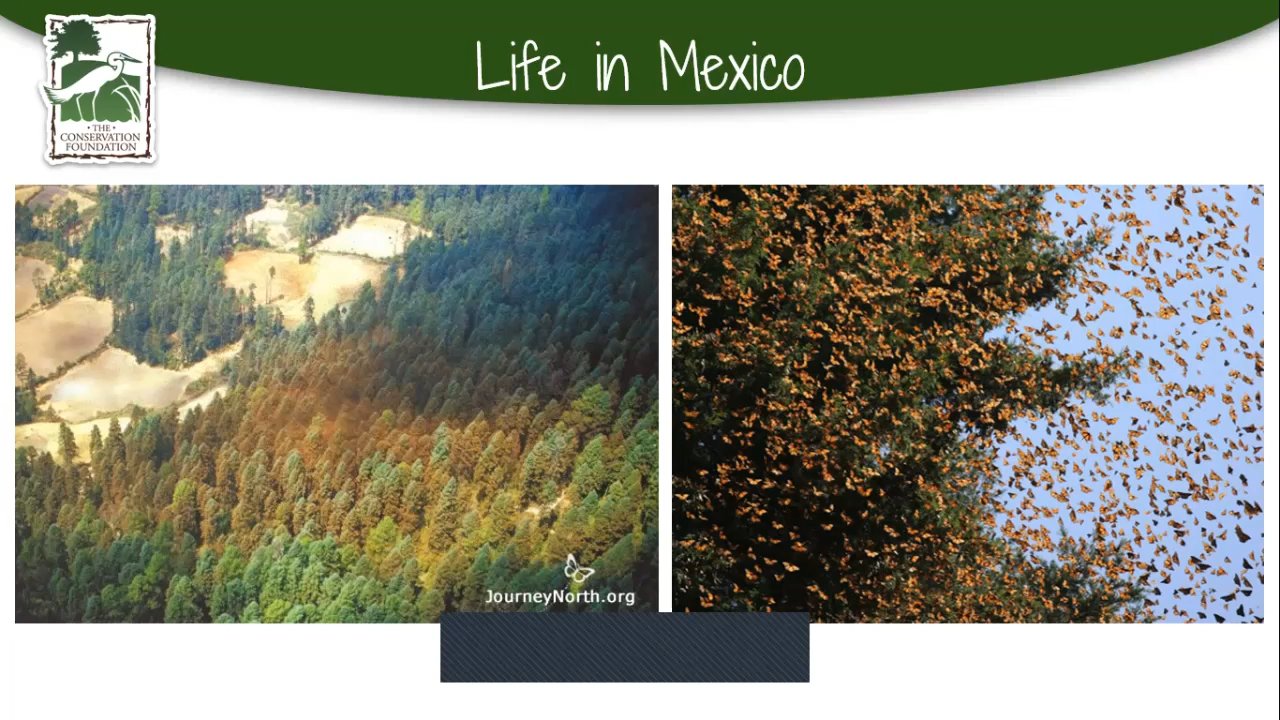 Life in Mexico
• THE •
CONSERVATION
FOUNDATION
JourneyNorth.org